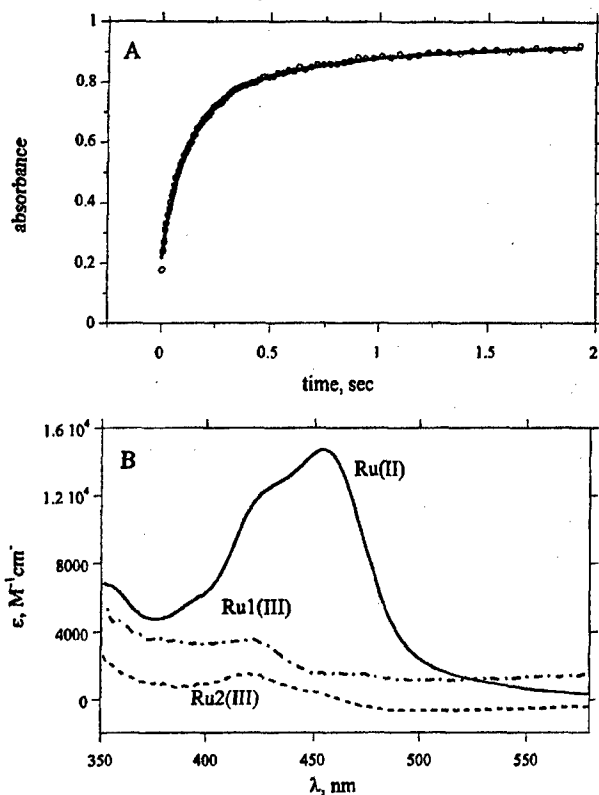 A
1
0.8
0.6
0.4
0.2
0
absorbance
0
0.5
1
1.5
2
time, sec
B
1.6 10⁴
1.2 10⁴
8000
4000
0
ε, M⁻¹cm⁻
Ru(II)
Ru1(III)
Ru2(III)
350
400
450
500
550
λ, nm